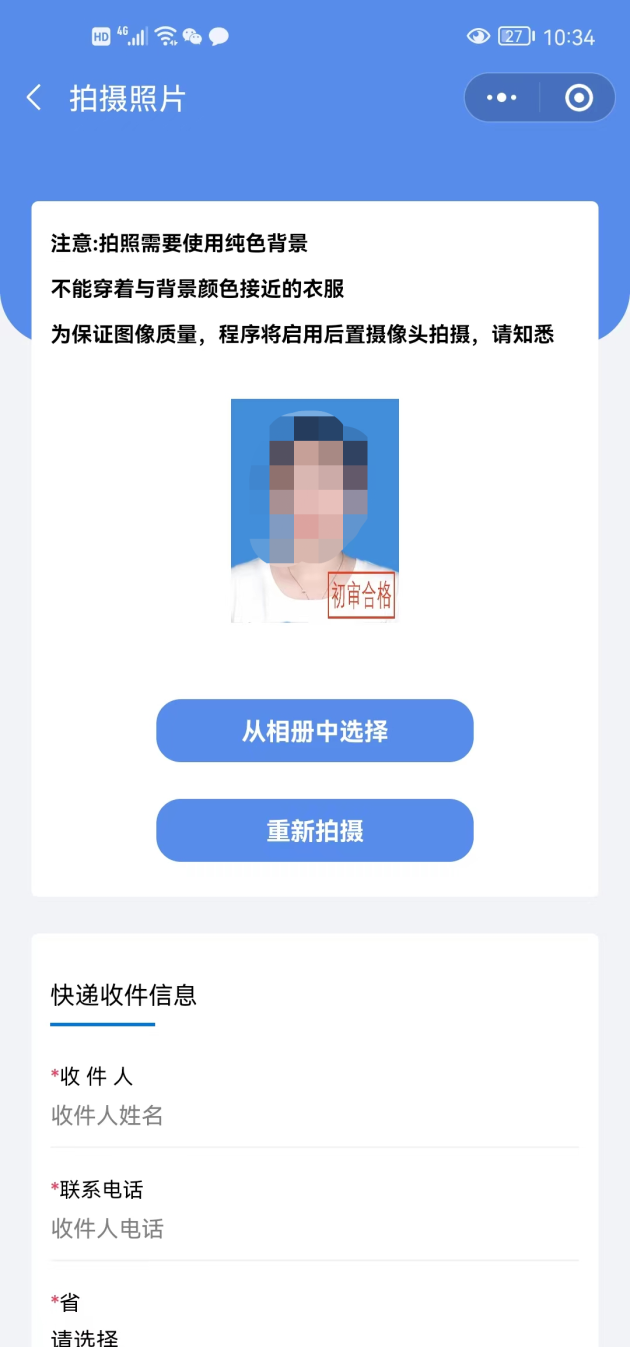 HD 4G 27 10:34
拍摄照片
注意:拍照需要使用纯色背景
不能穿着与背景颜色接近的衣服
为保证图像质量，程序将启用后置摄像头拍摄，请知悉
初审合格
从相册中选择
重新拍摄
快递收件信息
*收 件 人
收件人姓名
*联系电话
收件人电话
*省
请选择